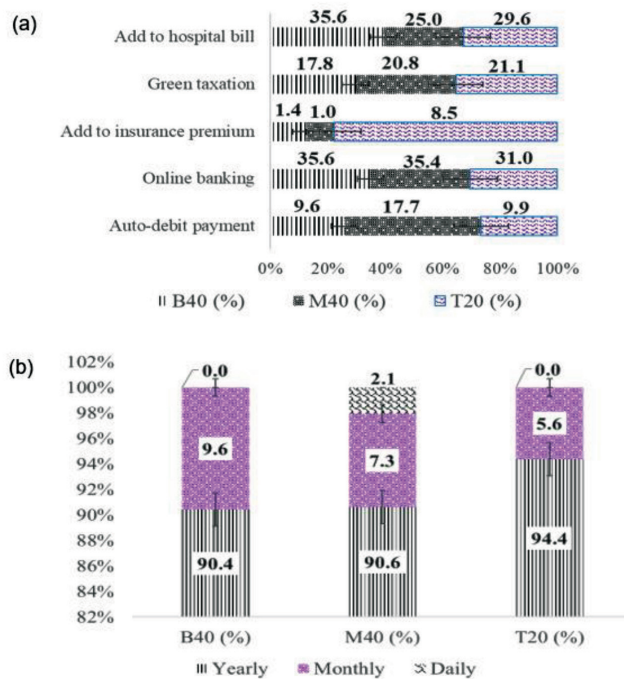 (a)
35.6 25.0 29.6
Add to hospital bill
17.8 20.8 21.1
Green taxation
1.4 1.0 8.5
Add to insurance premium
35.6 35.4 31.0
Online banking
9.6 17.7 9.9
Auto-debit payment
0% 20% 40% 60% 80% 100%
B40 (%) M40 (%) T20 (%)
(b)
102%
100%
98%
96%
94%
92%
90%
88%
86%
84%
82%
0.0 2.1 0.0
9.6 7.3 5.6
90.4 90.6 94.4
B40 (%) M40 (%) T20 (%)
Yearly Monthly Daily